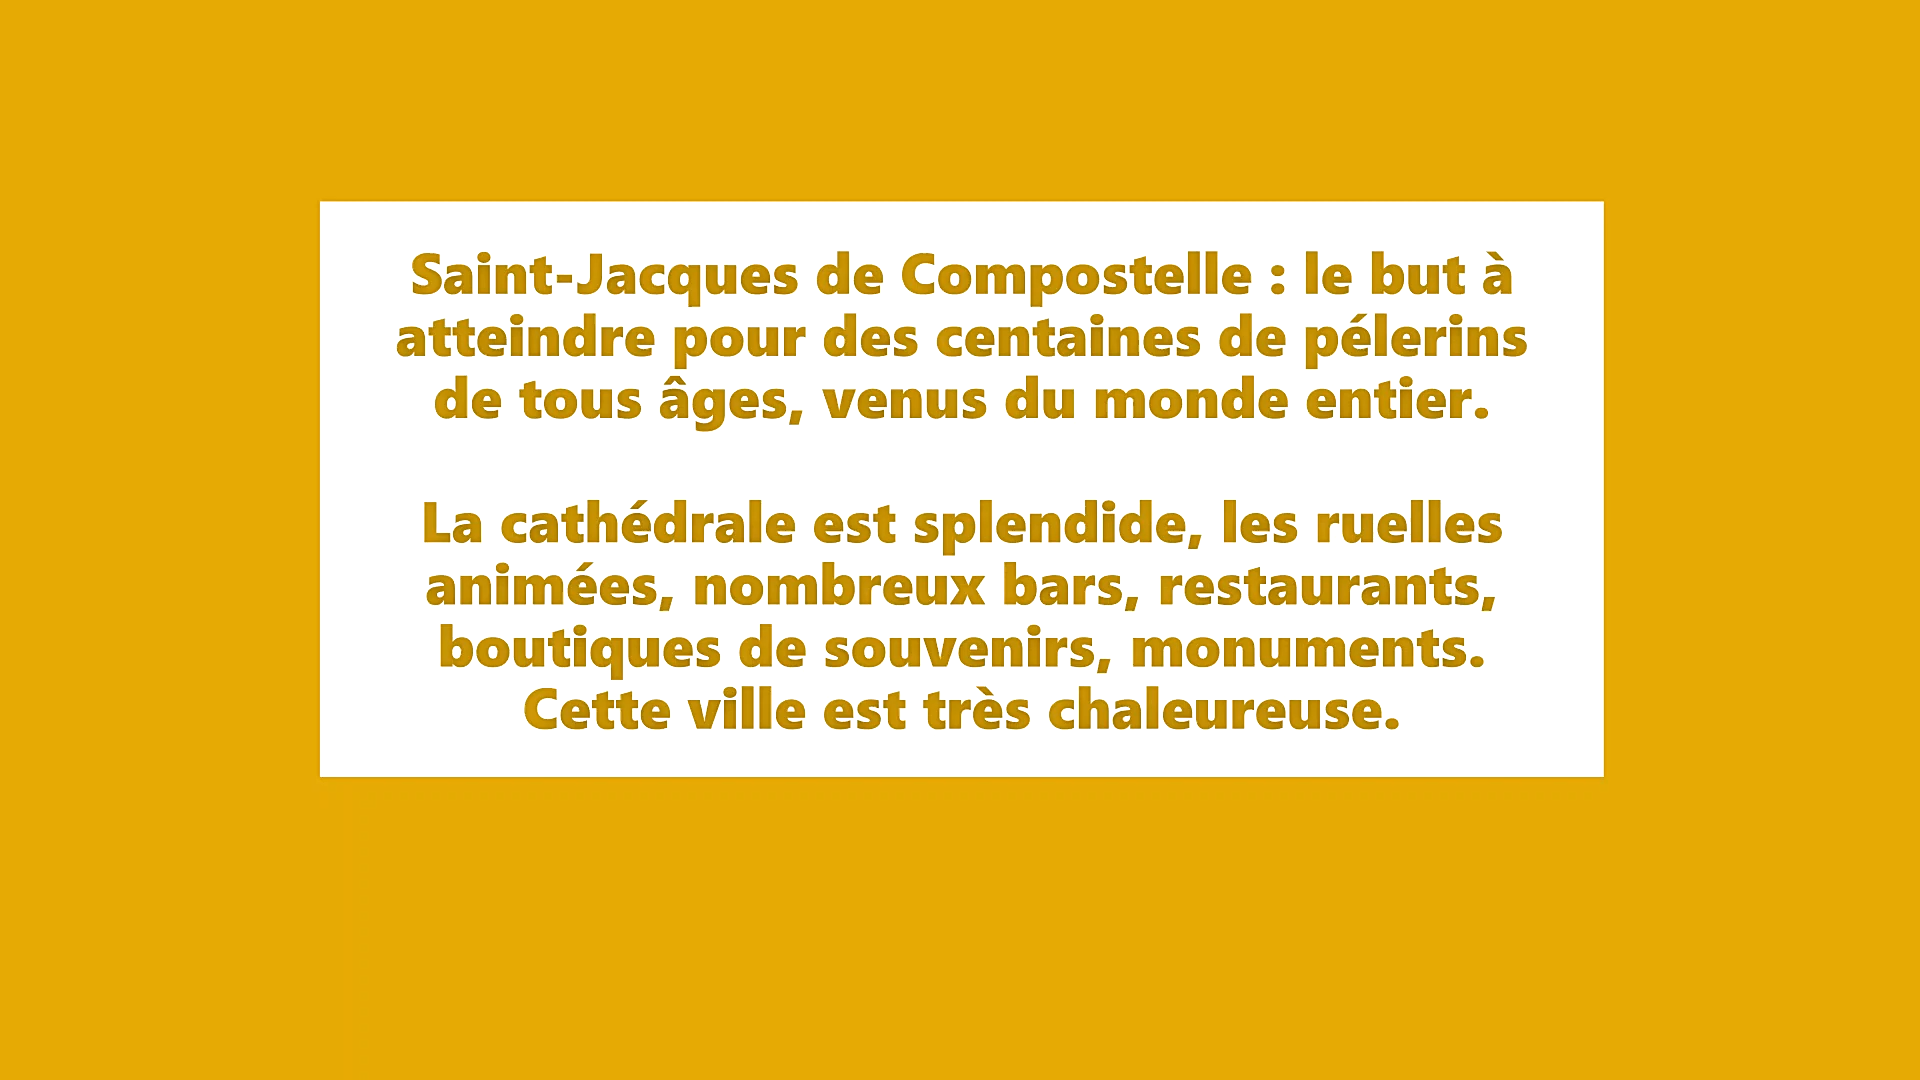 Saint-Jacques de Compostelle : le but à
atteindre pour des centaines de pélerins
de tous âges, venus du monde entier.
La cathédrale est splendide, les ruelles
animées, nombreux bars, restaurants,
boutiques de souvenirs, monuments.
Cette ville est très chaleureuse.